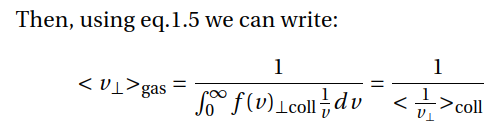 Then, using eq.1.5 we can write:
< v⊥>gas = 1 / ∫₀^∞ f(v)⊥coll 1/v dv = 1 / < 1/v⊥ >coll